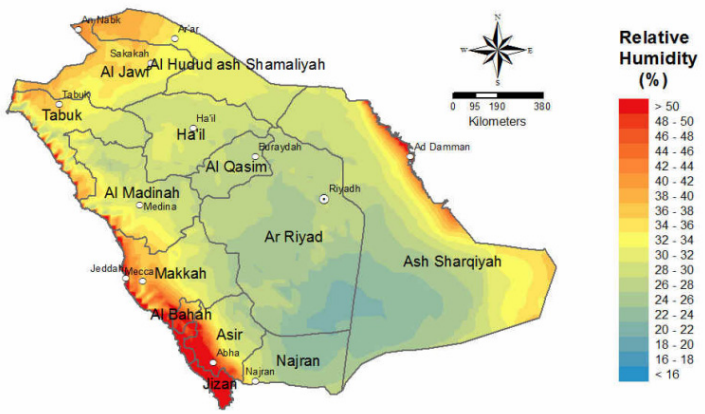 An Nabk
Ar'ar
Sakakah
Al Jawf
Al Hudud ash Shamaliyah
Tabuk
Tabuk
Ha'il
Ha'il
Buraydah
Al Qasim
Ad Damman
Al Madinah
Medina
Riyadh
Ar Riyad
Ash Sharqiyah
Jeddah
Mecca
Makkah
Al Bahah
Asir
Abha
Najran
Najran
Jizan
N
W
E
S
0 95 190 380
Kilometers
Relative
Humidity
(%)
> 50
48 - 50
46 - 48
44 - 46
42 - 44
40 - 42
38 - 40
36 - 38
34 - 36
32 - 34
30 - 32
28 - 30
26 - 28
24 - 26
22 - 24
20 - 22
18 - 20
16 - 18
< 16